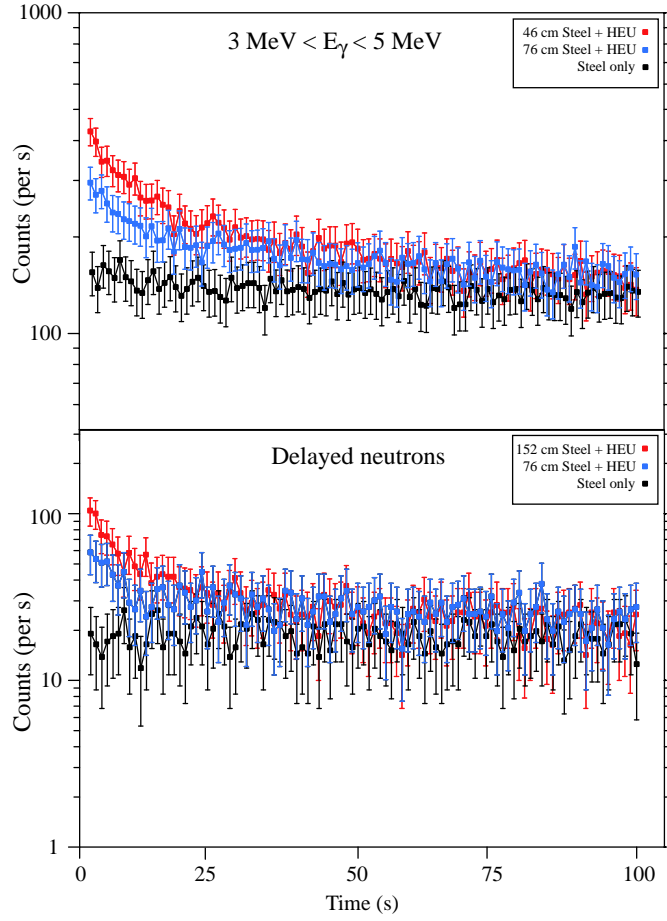 1000
3 MeV < Eγ < 5 MeV
46 cm Steel + HEU
76 cm Steel + HEU
Steel only
Counts (per s)
100
Delayed neutrons
152 cm Steel + HEU
76 cm Steel + HEU
Steel only
100
Counts (per s)
10
1
0 25 50 75 100
Time (s)